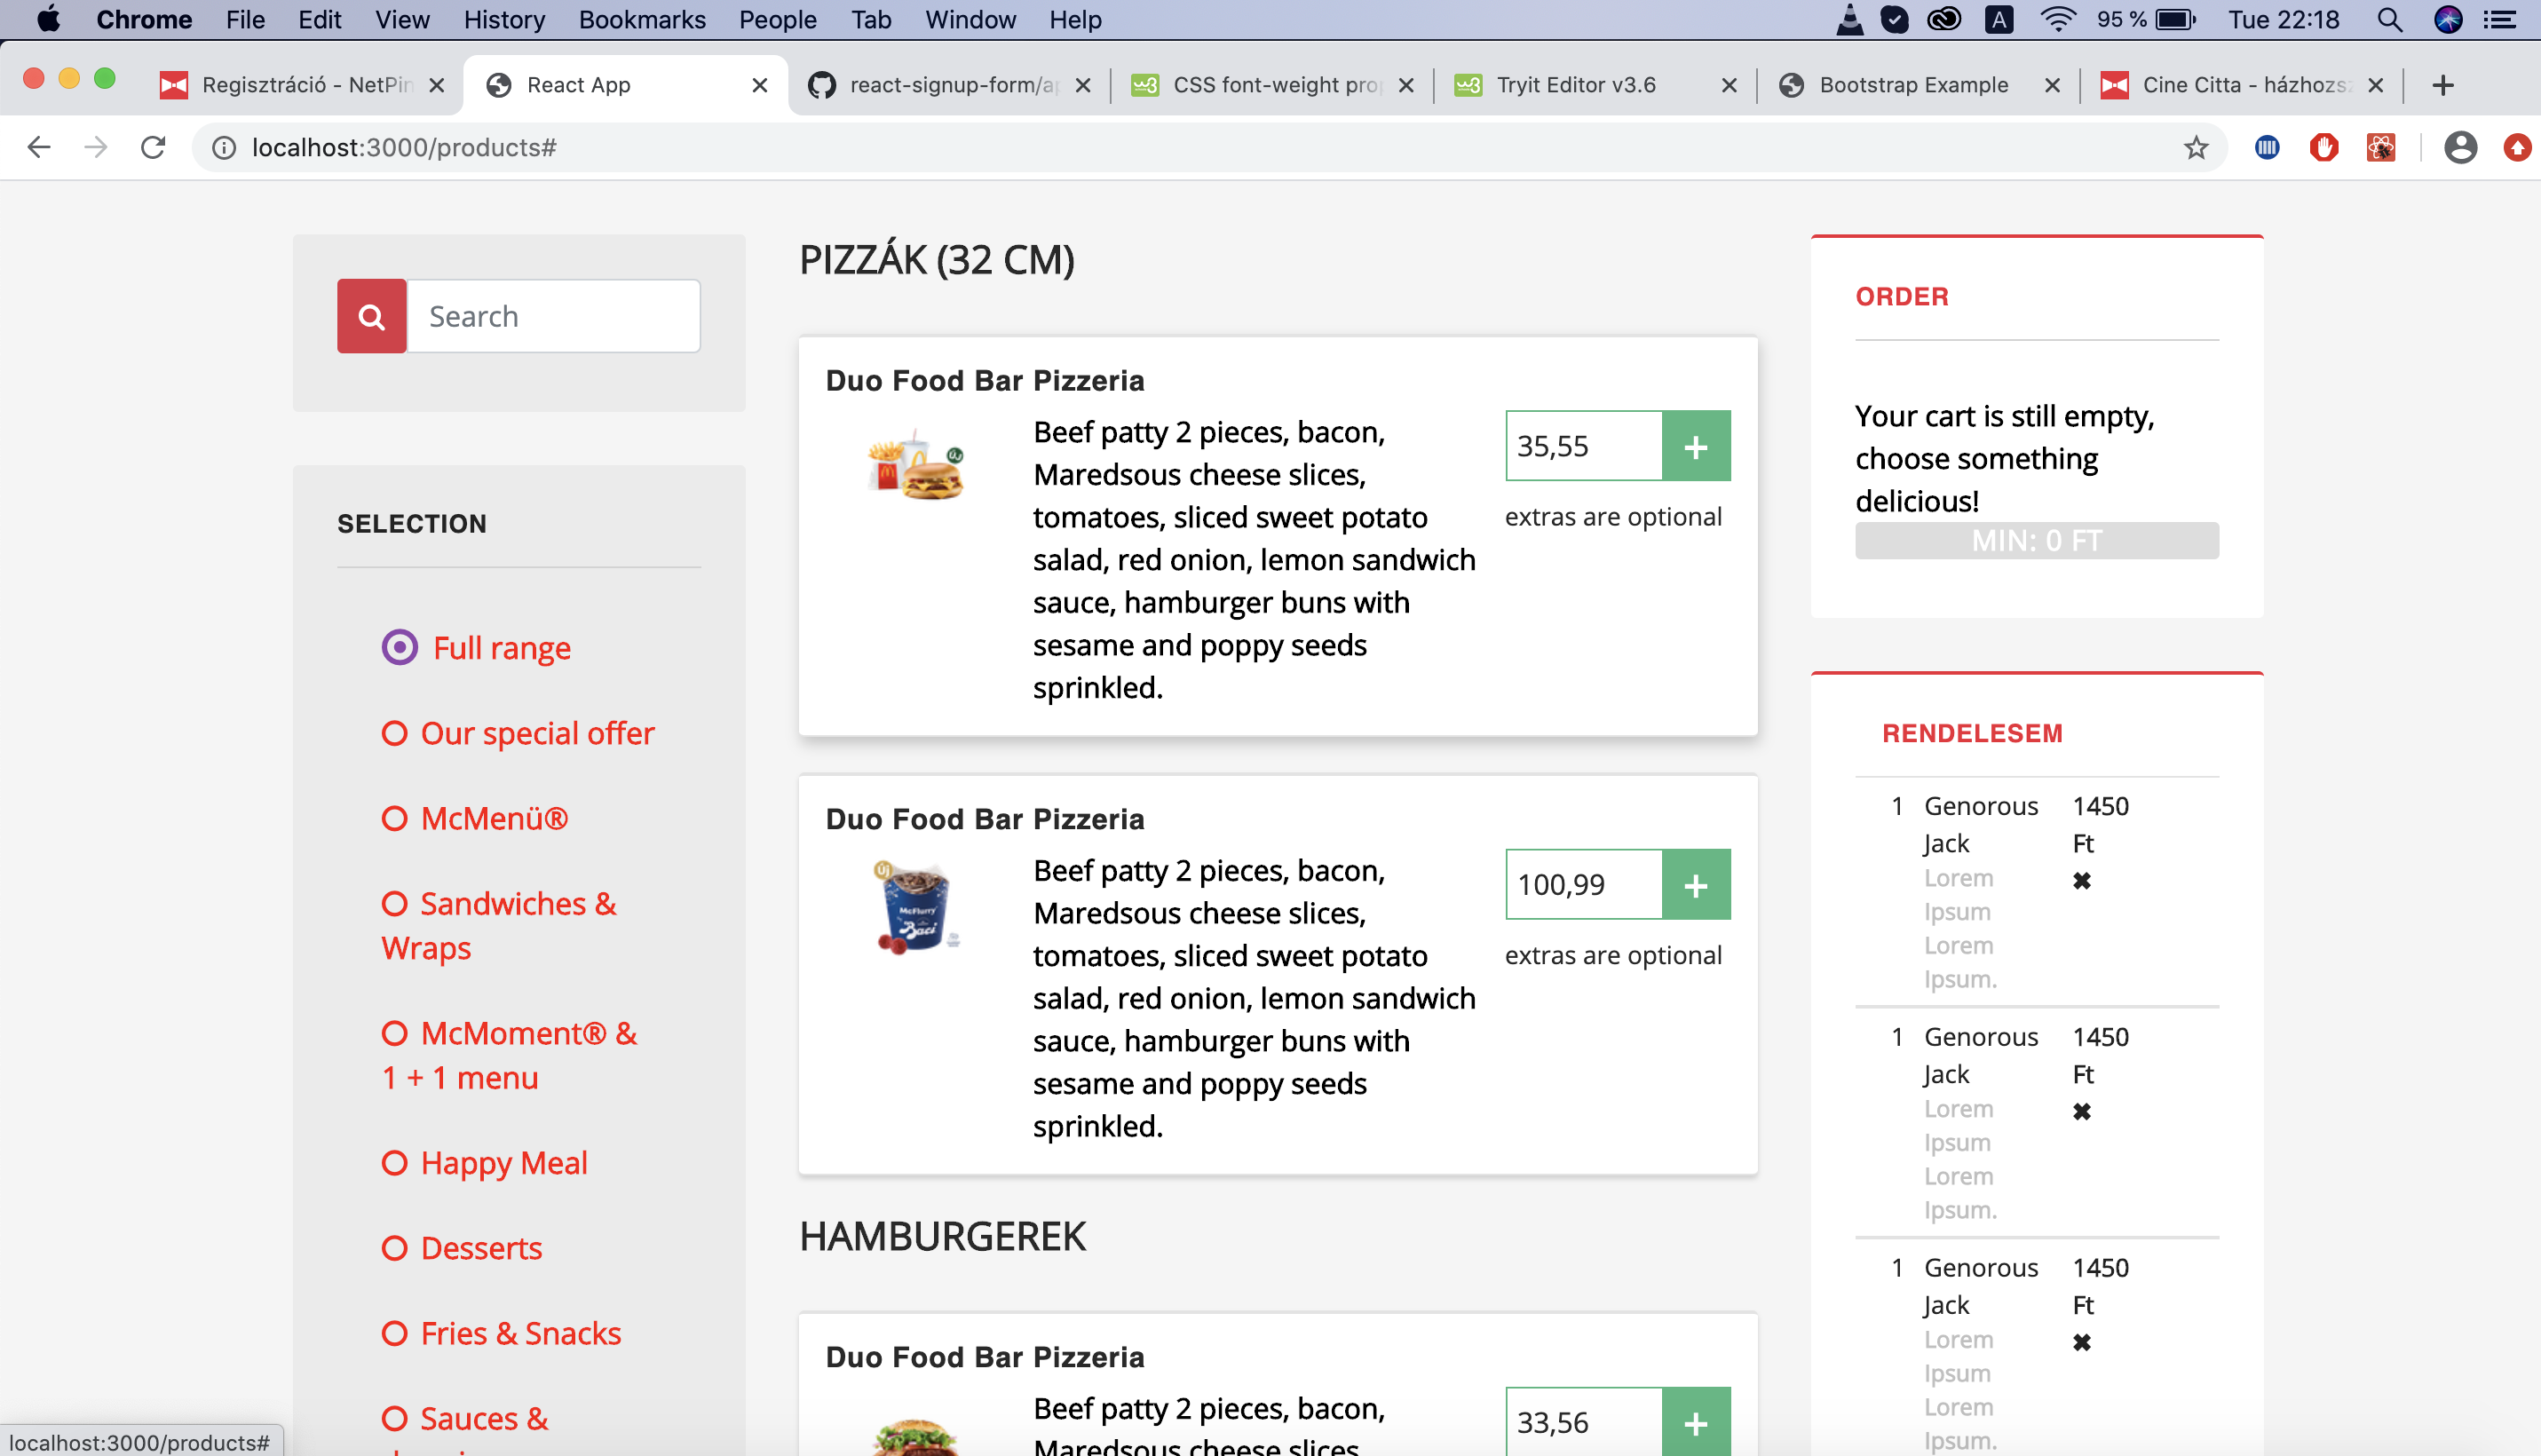 Chrome File Edit View History Bookmarks People Tab Window Help A 95 % Tue 22:18
Regisztráció - NetPin
React App
react-signup-form/ap
CSS font-weight pro
Tryit Editor v3.6
Bootstrap Example
Cine Citta - házhozsz
localhost:3000/products#
Search
SELECTION
Full range
Our special offer
McMenü®
Sandwiches &
Wraps
McMoment® &
1 + 1 menu
Happy Meal
Desserts
Fries & Snacks
Sauces &
PIZZÁK (32 CM)
Duo Food Bar Pizzeria
Beef patty 2 pieces, bacon,
Maredsous cheese slices,
tomatoes, sliced sweet potato
salad, red onion, lemon sandwich
sauce, hamburger buns with
sesame and poppy seeds
sprinkled.
35,55
+
extras are optional
Duo Food Bar Pizzeria
McFlurry
Baci
Beef patty 2 pieces, bacon,
Maredsous cheese slices,
tomatoes, sliced sweet potato
salad, red onion, lemon sandwich
sauce, hamburger buns with
sesame and poppy seeds
sprinkled.
100,99
+
extras are optional
HAMBURGEREK
Duo Food Bar Pizzeria
Beef patty 2 pieces, bacon,
Maredsous cheese slices,
33,56
+
ORDER
Your cart is still empty,
choose something
delicious!
MIN: 0 FT
RENDELESEM
1 Genorous 1450
Jack Ft
Lorem
Ipsum
Lorem
Ipsum.
1 Genorous 1450
Jack Ft
Lorem
Ipsum
Lorem
Ipsum.
1 Genorous 1450
Jack Ft
Lorem
Ipsum
Lorem
Ipsum.
localhost:3000/products#